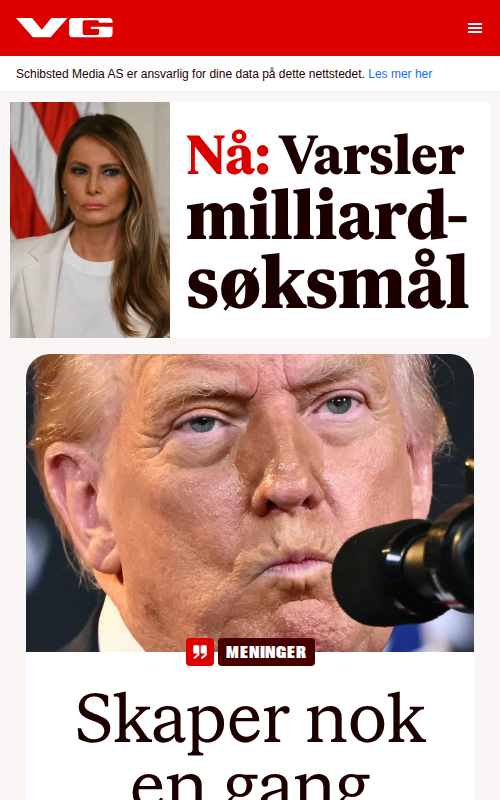 VG
Schibsted Media AS er ansvarlig for dine data på dette nettstedet. Les mer her
Nå: Varsler
milliard-
søksmål
MENINGER
Skaper nok
en gang